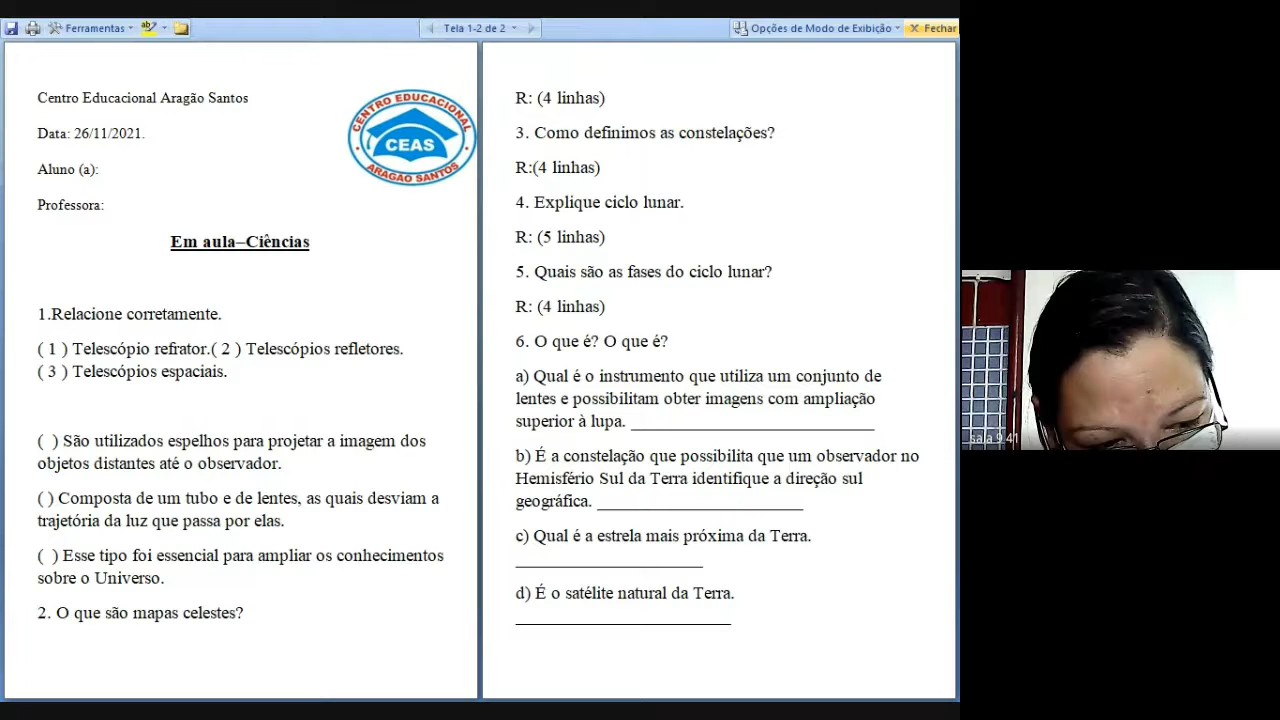 Ferramentas
Tela 1-2 de 2
Opções de Modo de Exibição
Fechar
Centro Educacional Aragão Santos
Data: 26/11/2021.
Aluno (a):
Professora:
CENTRO EDUCACIONAL
CEAS
ARAGAO SANTOS
Em aula–Ciências
1.Relacione corretamente.
( 1 ) Telescópio refrator.( 2 ) Telescópios refletores.
( 3 ) Telescópios espaciais.
( ) São utilizados espelhos para projetar a imagem dos
objetos distantes até o observador.
( ) Composta de um tubo e de lentes, as quais desviam a
trajetória da luz que passa por elas.
( ) Esse tipo foi essencial para ampliar os conhecimentos
sobre o Universo.
2. O que são mapas celestes?
R: (4 linhas)
3. Como definimos as constelações?
R:(4 linhas)
4. Explique ciclo lunar.
R: (5 linhas)
5. Quais são as fases do ciclo lunar?
R: (4 linhas)
6. O que é? O que é?
a) Qual é o instrumento que utiliza um conjunto de
lentes e possibilitam obter imagens com ampliação
superior à lupa. ___________________________
b) É a constelação que possibilita que um observador no
Hemisfério Sul da Terra identifique a direção sul
geográfica. _______________________
c) Qual é a estrela mais próxima da Terra.
_____________________
d) É o satélite natural da Terra.
________________________
sala 9 41